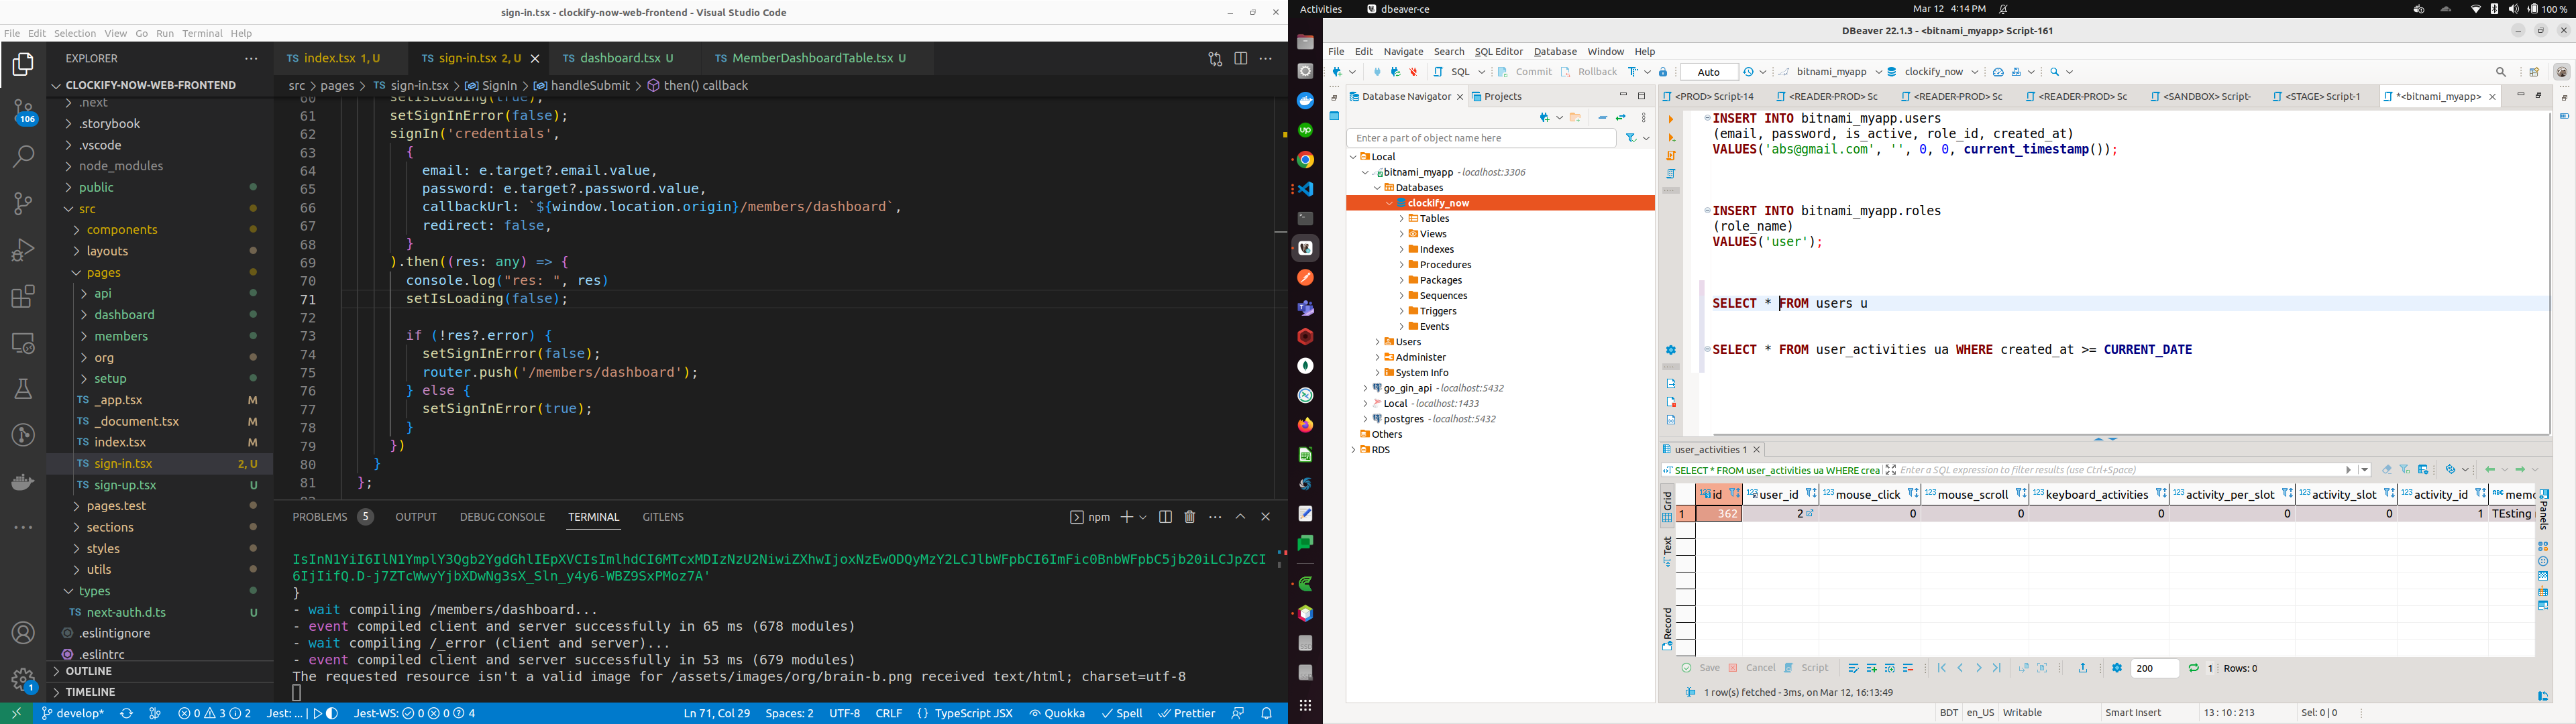 sign-in.tsx - clockify-now-web-frontend - Visual Studio Code
File Edit Selection View Go Run Terminal Help
EXPLORER
CLOCKIFY-NOW-WEB-FRONTEND
.next
.storybook
.vscode
node_modules
public
src
components
layouts
pages
api
dashboard
members
org
setup
_app.tsx M
_document.tsx M
index.tsx M
sign-in.tsx 2, U
sign-up.tsx U
pages.test
sections
styles
utils
types
next-auth.d.ts U
.eslintignore
.eslintrc
OUTLINE
TIMELINE
106
1
index.tsx 1, U
sign-in.tsx 2, U
dashboard.tsx U
MemberDashboardTable.tsx U
src > pages > sign-in.tsx > SignIn > handleSubmit > then() callback
60 setIsLoading(true);
61 setSignInError(false);
62 signIn('credentials',
63 {
64 email: e.target?.email.value,
65 password: e.target?.password.value,
66 callbackUrl: `${window.location.origin}/members/dashboard`,
67 redirect: false,
68 }
69 ).then((res: any) => {
70 console.log("res: ", res)
71 setIsLoading(false);
72
73 if (!res?.error) {
74 setSignInError(false);
75 router.push('/members/dashboard');
76 } else {
77 setSignInError(true);
78 }
79 })
80 }
81 };
PROBLEMS 5 OUTPUT DEBUG CONSOLE TERMINAL GITLENS
npm
}
- wait compiling /members/dashboard...
- event compiled client and server successfully in 65 ms (678 modules)
- wait compiling /_error (client and server)...
- event compiled client and server successfully in 53 ms (679 modules)
The requested resource isn't a valid image for /assets/images/org/brain-b.png received text/html; charset=utf-8
develop* 0 3 2 Jest: ... | Jest-WS: 0 0 4 Ln 71, Col 29 Spaces: 2 UTF-8 CRLF {} TypeScript JSX Quokka Spell Prettier
Activities dbeaver-ce Mar 12 4:14 PM 100 %
DBeaver 22.1.3 - <bitnami_myapp> Script-161
File Edit Navigate Search SQL Editor Database Window Help
SQL Commit Rollback Auto bitnami_myapp clockify_now
Database Navigator Projects
Enter a part of object name here
Local
bitnami_myapp - localhost:3306
Databases
clockify_now
Tables
Views
Indexes
Procedures
Packages
Sequences
Triggers
Events
Users
Administer
System Info
go_gin_api - localhost:5432
Local - localhost:1433
postgres - localhost:5432
Others
RDS
<PROD> Script-14 <READER-PROD> Sc <READER-PROD> Sc <READER-PROD> Sc <SANDBOX> Script- <STAGE> Script-1 *<bitnami_myapp>
INSERT INTO bitnami_myapp.users
(email, password, is_active, role_id, created_at)
VALUES('abs@gmail.com', '', 0, 0, current_timestamp());
INSERT INTO bitnami_myapp.roles
(role_name)
VALUES('user');
SELECT * FROM users u
SELECT * FROM user_activities ua WHERE created_at >= CURRENT_DATE
user_activities 1
SELECT * FROM user_activities ua WHERE crea Enter a SQL expression to filter results (use Ctrl+Space)
Grid
Text
Record
Panels
123 id 123 user_id 123 mouse_click 123 mouse_scroll 123 keyboard_activities 123 activity_per_slot 123 activity_slot 123 activity_id ABC memo
1 362 2 0 0 0 0 0 1 TEsting
Save Cancel Script 200 1 Rows: 0
1 row(s) fetched - 3ms, on Mar 12, 16:13:49
BDT en_US Writable Smart Insert 13 : 10 : 213 Sel: 0 | 0